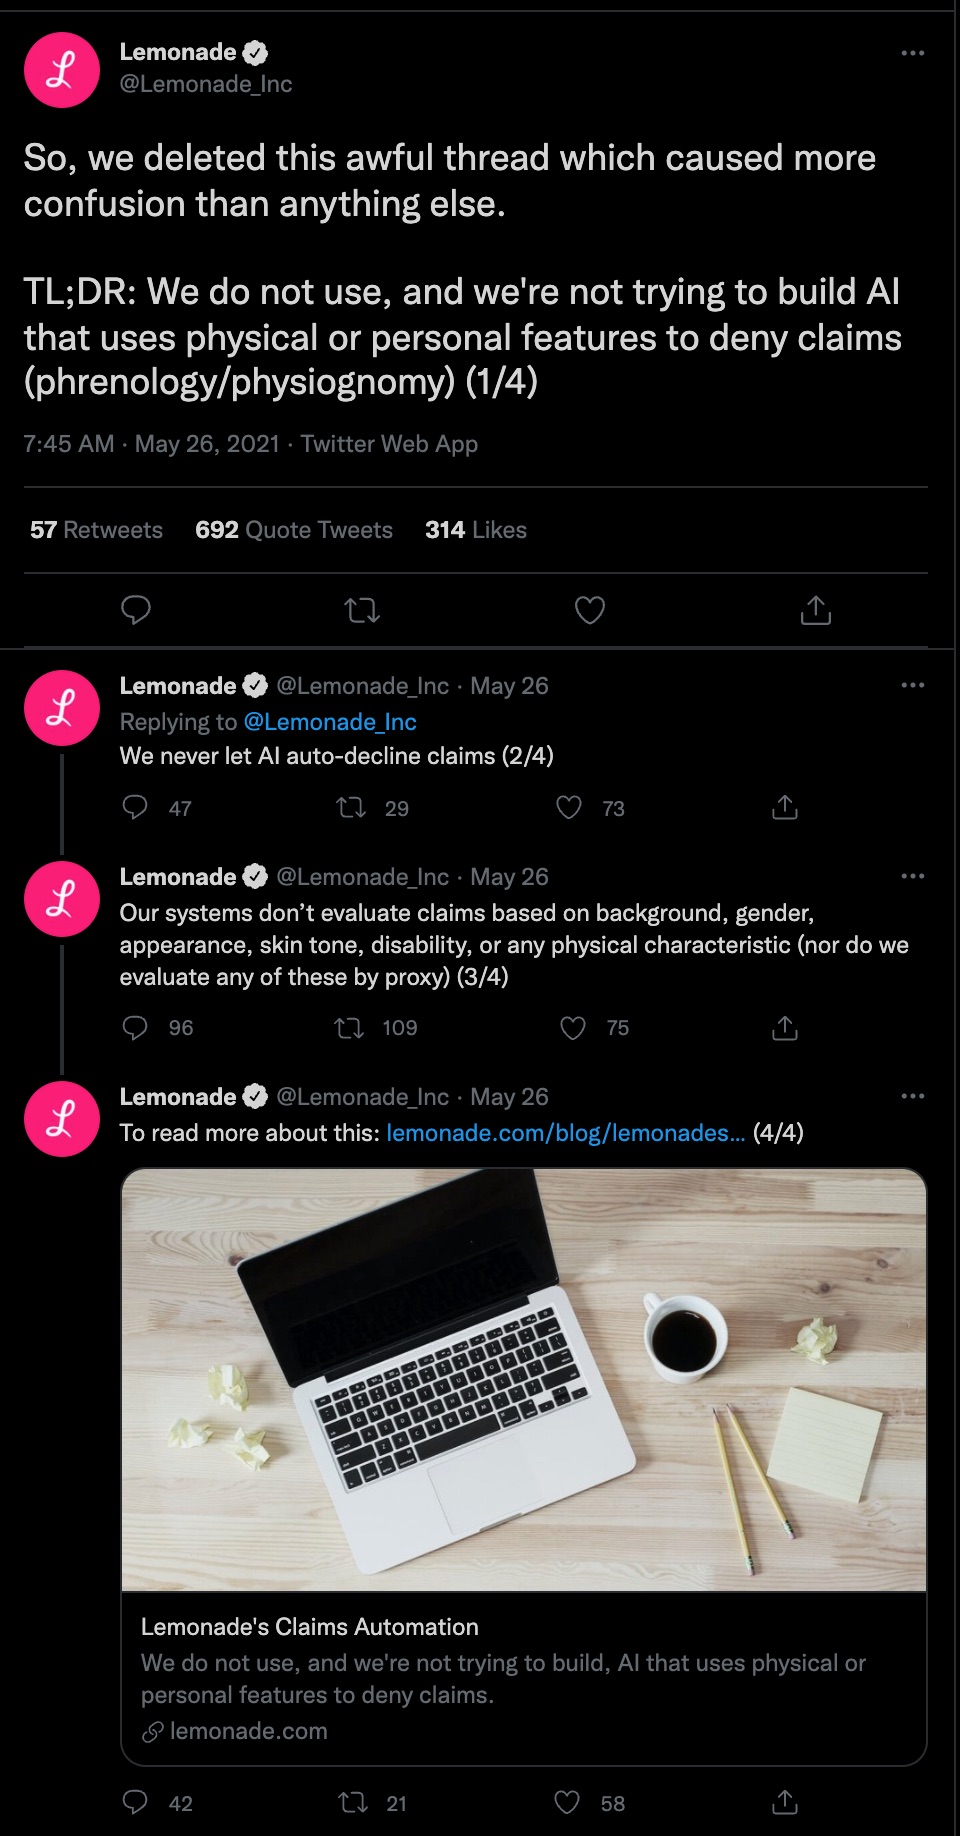 Lemonade
@Lemonade_Inc
So, we deleted this awful thread which caused more
confusion than anything else.
TL;DR: We do not use, and we're not trying to build AI
that uses physical or personal features to deny claims
(phrenology/physiognomy) (1/4)
7:45 AM · May 26, 2021 · Twitter Web App
57 Retweets 692 Quote Tweets 314 Likes
Lemonade @Lemonade_Inc · May 26
Replying to @Lemonade_Inc
We never let AI auto-decline claims (2/4)
47 29 73
Lemonade @Lemonade_Inc · May 26
Our systems don’t evaluate claims based on background, gender,
appearance, skin tone, disability, or any physical characteristic (nor do we
evaluate any of these by proxy) (3/4)
96 109 75
Lemonade @Lemonade_Inc · May 26
To read more about this: lemonade.com/blog/lemonades... (4/4)
Lemonade's Claims Automation
We do not use, and we're not trying to build, AI that uses physical or
personal features to deny claims.
lemonade.com
42 21 58